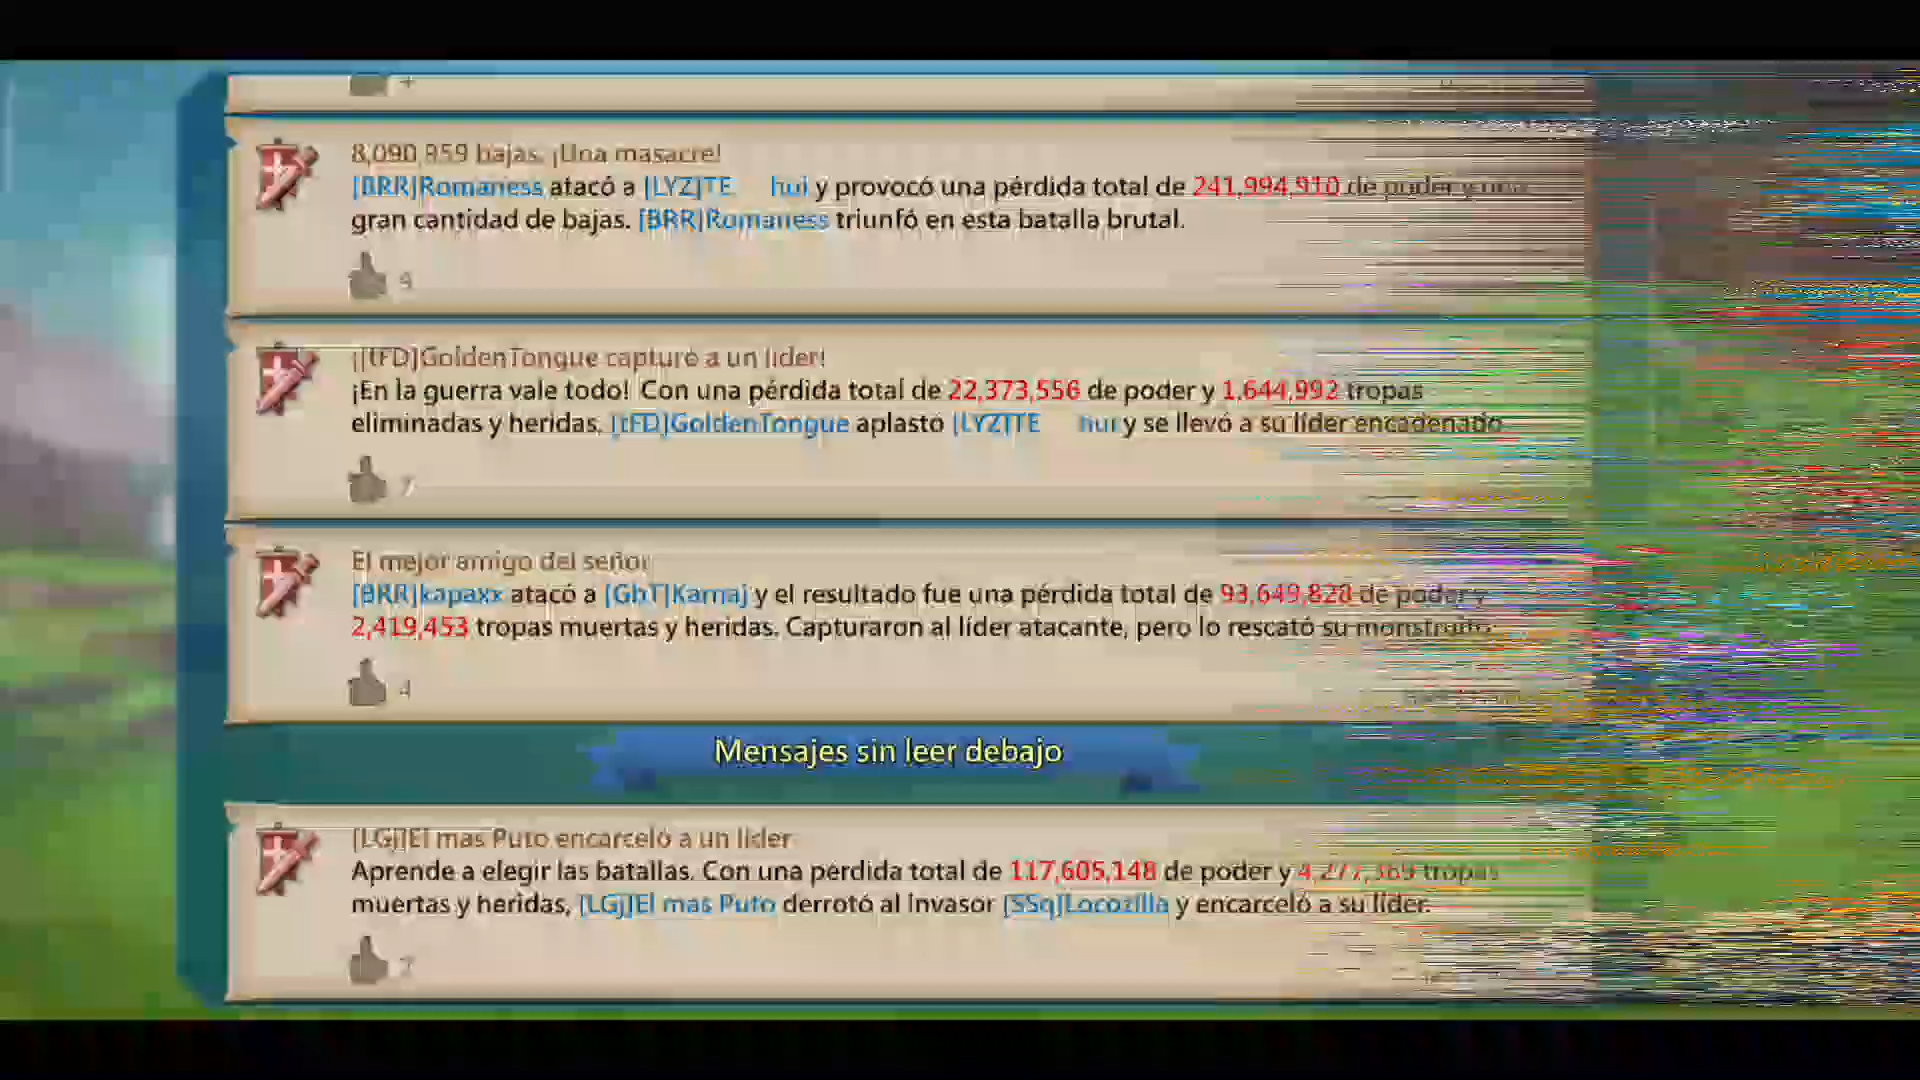 8,090,959 bajas. ¡Una masacre!
[BRR]Romaness atacó a [LYZ]TE hui y provocó una pérdida total de 241,994,910 de poder y una
gran cantidad de bajas. [BRR]Romaness triunfó en esta batalla brutal.
9
¡[tFD]GoldenTongue capturó a un líder!
¡En la guerra vale todo! Con una pérdida total de 22,373,556 de poder y 1,644,992 tropas
eliminadas y heridas, [tFD]GoldenTongue aplastó [LYZ]TE hui y se llevó a su líder encadenado.
7
El mejor amigo del señor
[BRR]kapaxx atacó a [GbT]Karnaj y el resultado fue una pérdida total de 93,649,828 de poder y
2,419,453 tropas muertas y heridas. Capturaron al líder atacante, pero lo rescató su monstruito.
4
Mensajes sin leer debajo
[LGj]El mas Puto encarceló a un líder
Aprende a elegir las batallas. Con una pérdida total de 117,605,148 de poder y 4,277,369 tropas
muertas y heridas, [LGj]El mas Puto derrotó al invasor [SSq]Locozilla y encarceló a su líder.
7